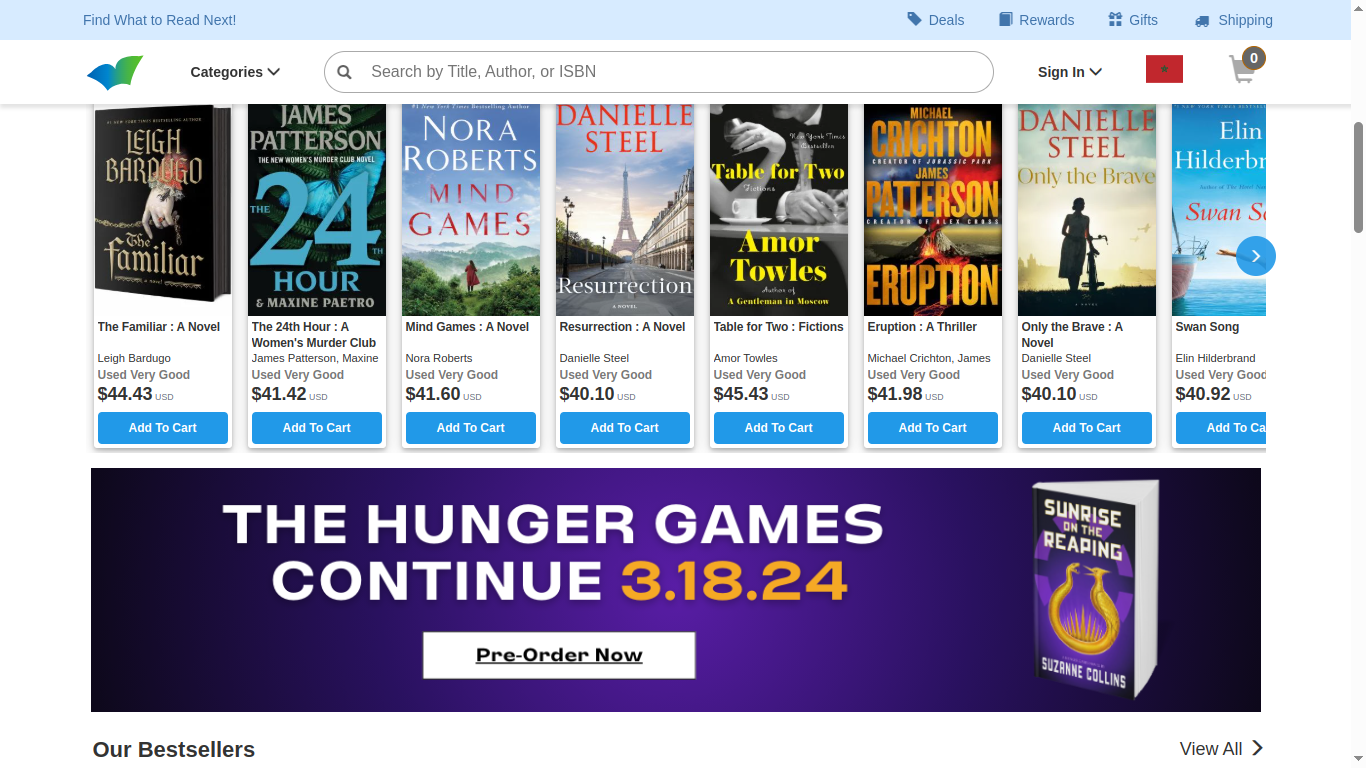 Find What to Read Next!
Deals
Rewards
Gifts
Shipping
Categories
Search by Title, Author, or ISBN
Sign In
0
#1 NEW YORK TIMES BESTSELLING AUTHOR
LEIGH
BARDUGO
The
Familiar
A NOVEL
JAMES
PATTERSON
THE NEW WOMEN'S MURDER CLUB NOVEL
THE
24TH
HOUR
& MAXINE PAETRO
#1 New York Times Bestselling Author
NORA
ROBERTS
MIND
GAMES
DANIELLE
STEEL
Resurrection
A NOVEL
New York Times
Bestseller
Table for Two
Fictions
Amor
Towles
Author of
A Gentleman in Moscow
MICHAEL
CRICHTON
CREATOR OF JURASSIC PARK
JAMES
PATTERSON
CREATOR OF ALEX CROSS
ERUPTION
DANIELLE
STEEL
Only the Brave
A NOVEL
Elin
Hilderbr
Swan So
The Familiar : A Novel
Leigh Bardugo
Used Very Good
$44.43 USD
Add To Cart
The 24th Hour : A
Women's Murder Club
James Patterson, Maxine
Used Very Good
$41.42 USD
Add To Cart
Mind Games : A Novel
Nora Roberts
Used Very Good
$41.60 USD
Add To Cart
Resurrection : A Novel
Danielle Steel
Used Very Good
$40.10 USD
Add To Cart
Table for Two : Fictions
Amor Towles
Used Very Good
$45.43 USD
Add To Cart
Eruption : A Thriller
Michael Crichton, James
Used Very Good
$41.98 USD
Add To Cart
Only the Brave : A
Novel
Danielle Steel
Used Very Good
$40.10 USD
Add To Cart
Swan Song
Elin Hilderbrand
Used Very Good
$40.92 USD
Add To Ca
THE HUNGER GAMES
CONTINUE 3.18.24
Pre-Order Now
SUNRISE
ON THE
REAPING
SUZANNE COLLINS
Our Bestsellers
View All